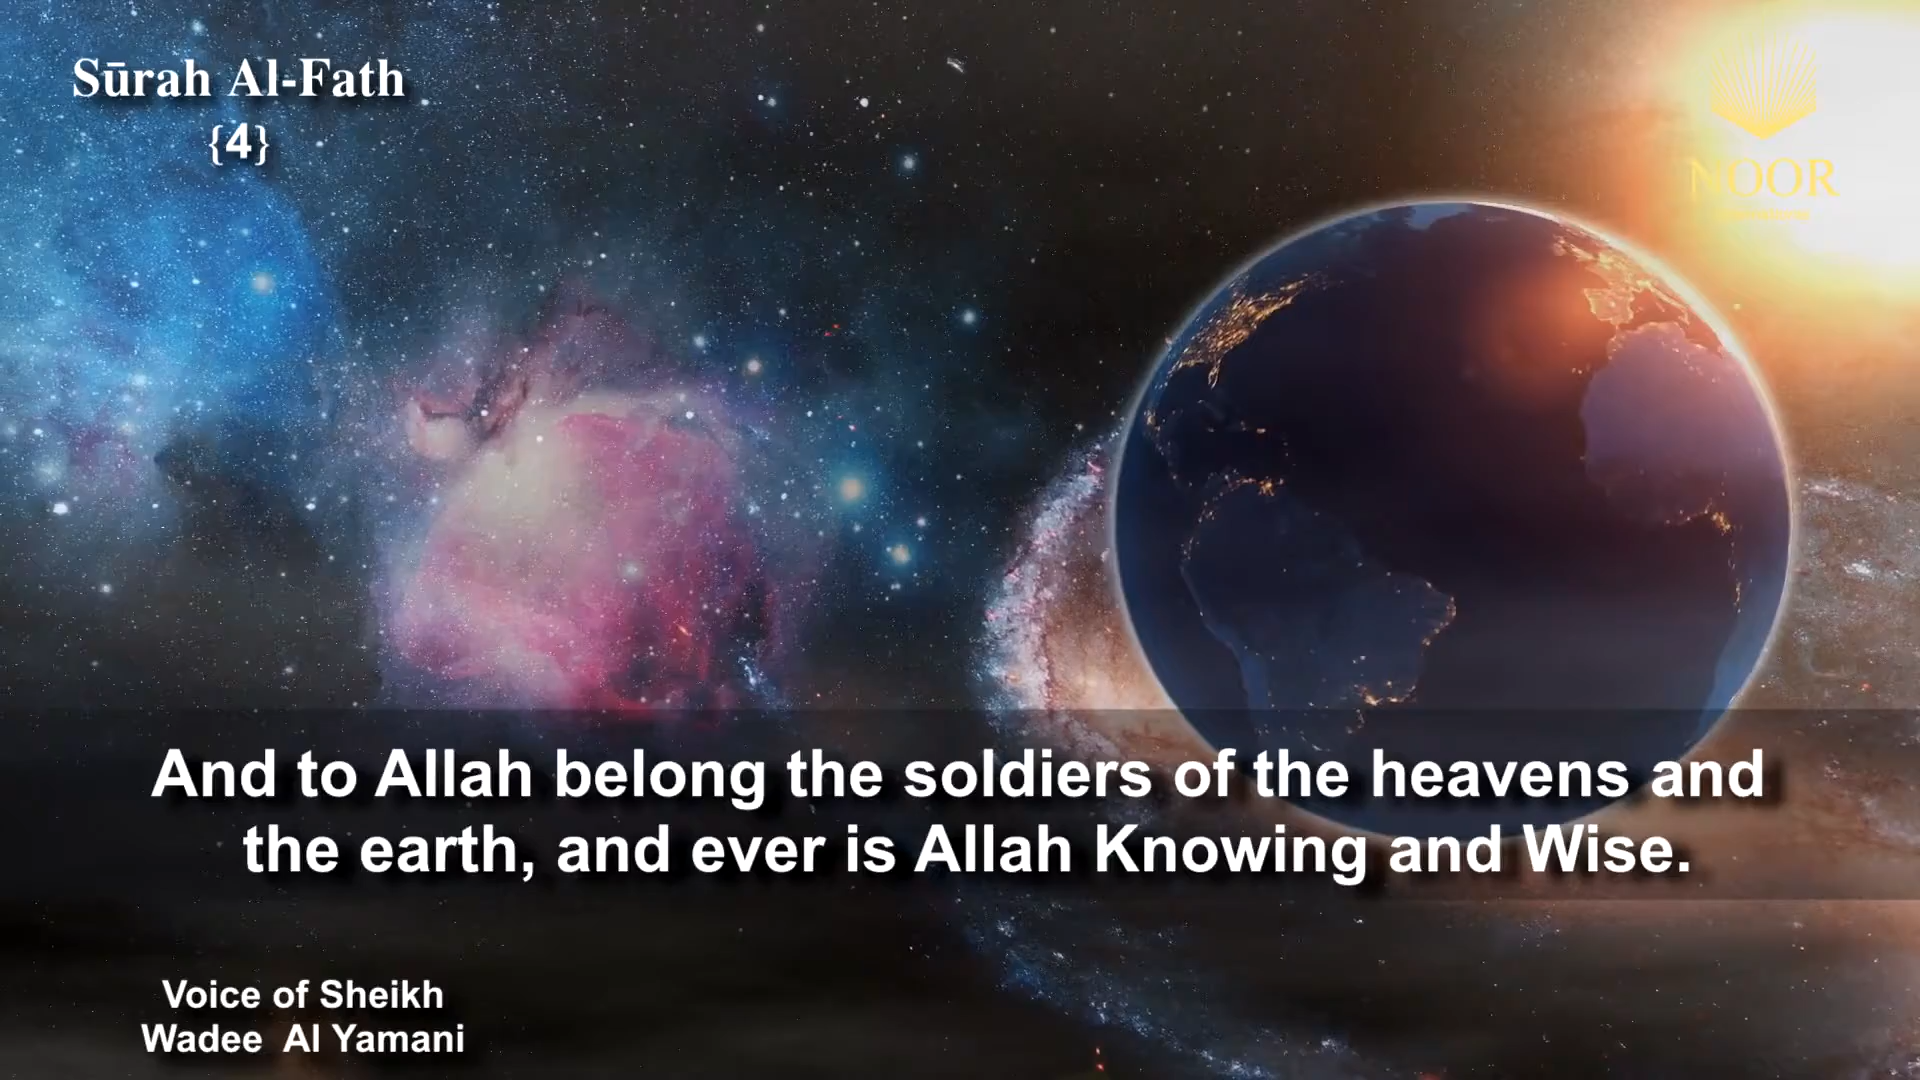 Sūrah Al-Fath
{4}
NOOR
And to Allah belong the soldiers of the heavens and
the earth, and ever is Allah Knowing and Wise.
Voice of Sheikh
Wadee Al Yamani